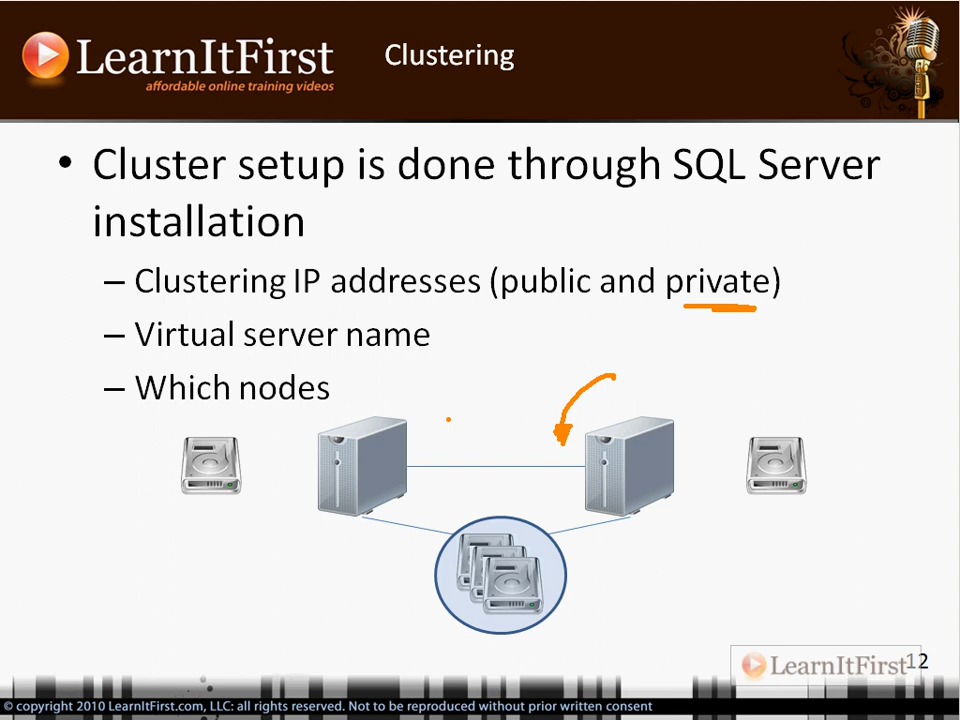 LearnItFirst
affordable online training videos
Clustering
• Cluster setup is done through SQL Server
installation
– Clustering IP addresses (public and private)
– Virtual server name
– Which nodes
LearnItFirst
12
© copyright 2010 LearnItFirst.com, LLC: all rights reserved. Not to be reproduced without prior written consent